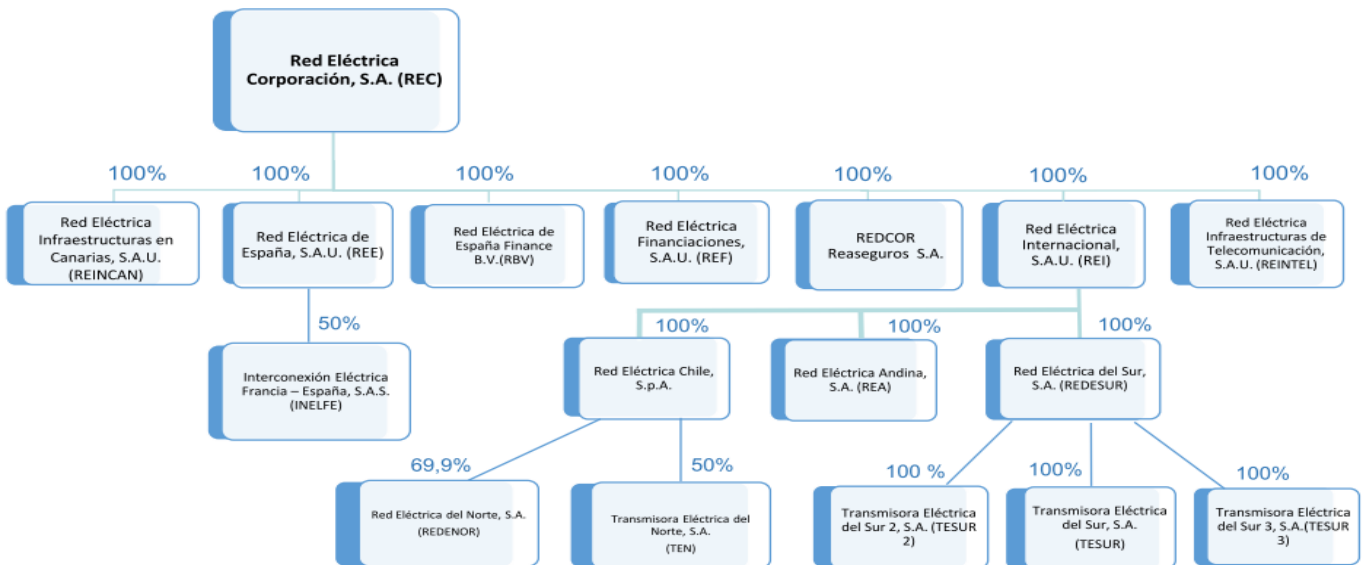 Red Eléctrica
Corporación, S.A. (REC)
100%
100%
100%
100%
100%
100%
100%
Red Eléctrica
Infraestructuras en
Canarias, S.A.U.
(REINCAN)
Red Eléctrica de
España, S.A.U. (REE)
Red Eléctrica de
España Finance
B.V.(RBV)
Red Eléctrica
Financiaciones,
S.A.U. (REF)
REDCOR
Reaseguros S.A.
Red Eléctrica
Internacional,
S.A.U. (REI)
Red Eléctrica
Infraestructuras de
Telecomunicación,
S.A.U. (REINTEL)
50%
100%
100%
100%
Interconexión Eléctrica
Francia – España, S.A.S.
(INELFE)
Red Eléctrica Chile,
S.p.A.
Red Eléctrica Andina,
S.A. (REA)
Red Eléctrica del Sur,
S.A. (REDESUR)
69,9%
50%
100 %
100%
100%
Red Eléctrica del Norte, S.A.
(REDENOR)
Transmisora Eléctrica del
Norte, S.A.
(TEN)
Transmisora Eléctrica
del Sur 2, S.A. (TESUR
2)
Transmisora Eléctrica
del Sur, S.A.
(TESUR)
Transmisora Eléctrica
del Sur 3, S.A.(TESUR
3)